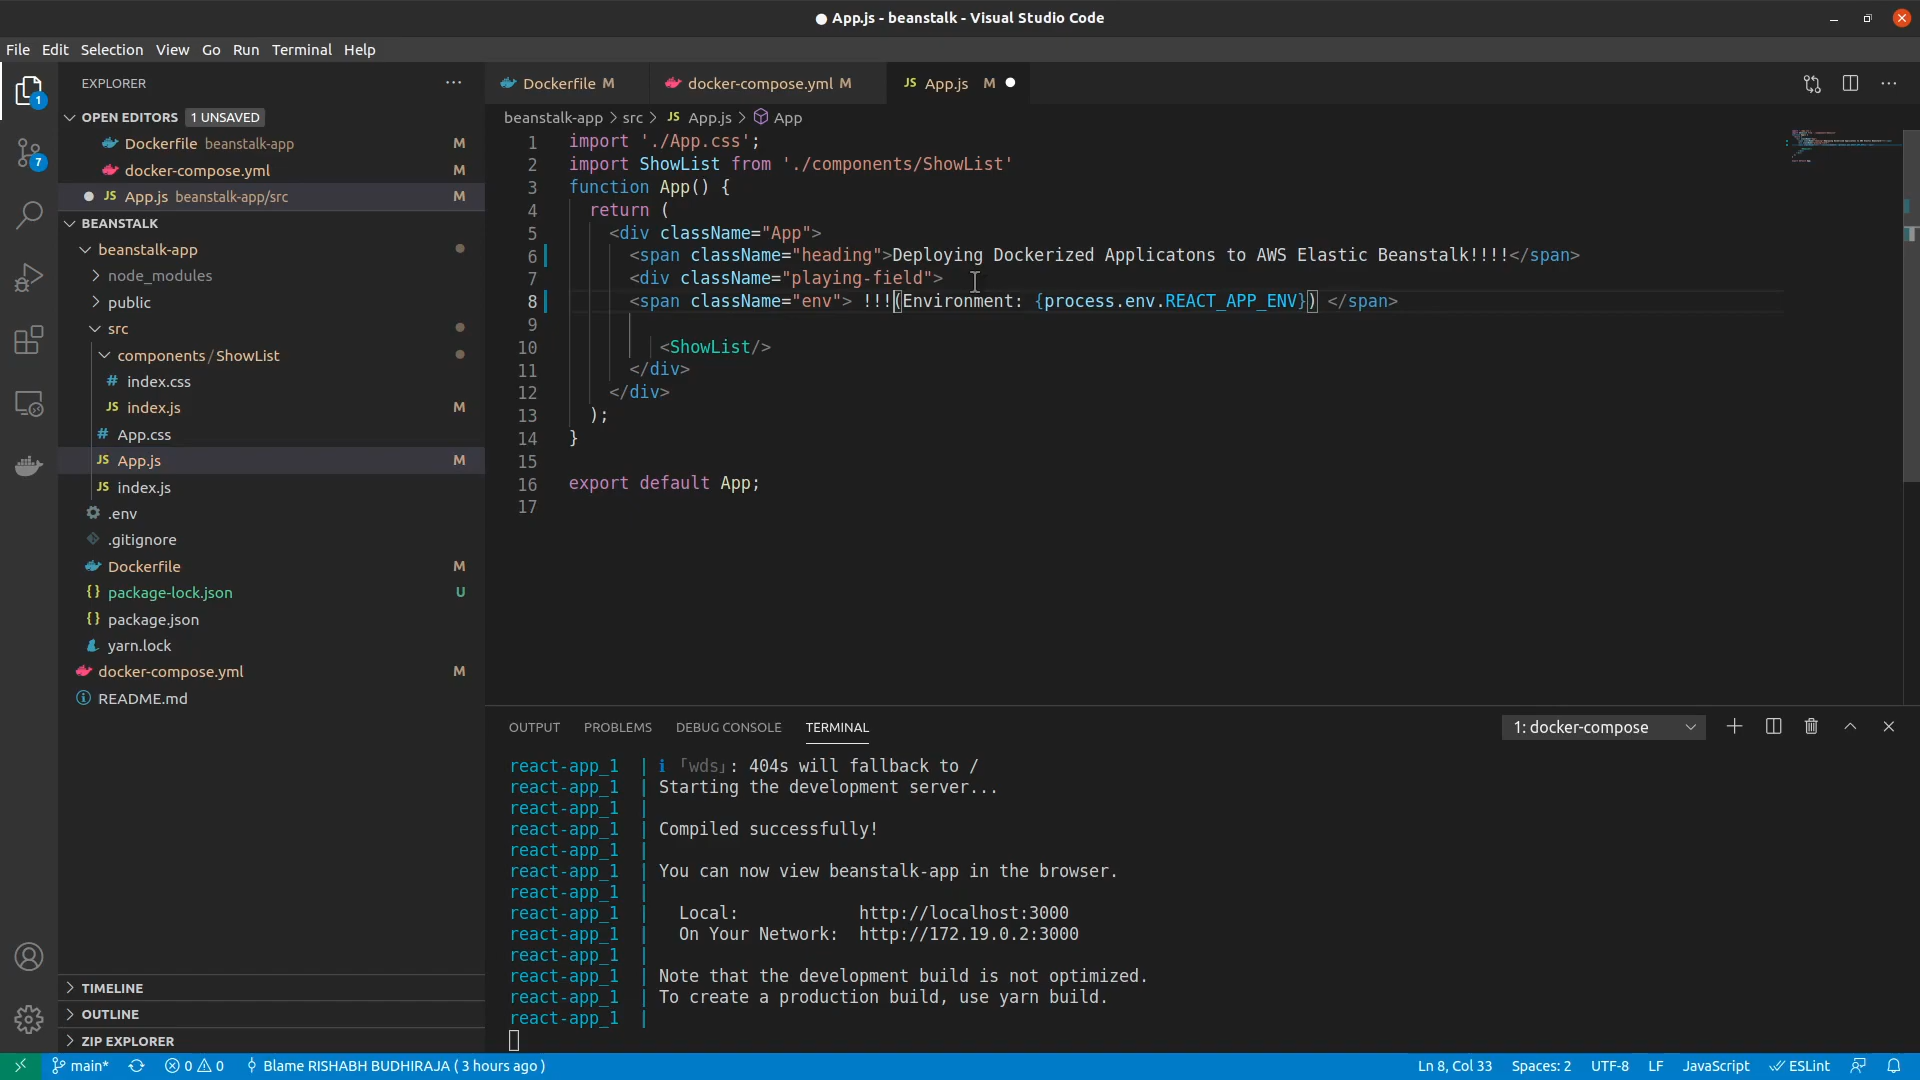 App.js - beanstalk - Visual Studio Code
File Edit Selection View Go Run Terminal Help
1
7
EXPLORER
OPEN EDITORS 1 UNSAVED
Dockerfile beanstalk-app M
docker-compose.yml M
JS App.js beanstalk-app/src M
BEANSTALK
beanstalk-app
node_modules
public
src
components / ShowList
# index.css
JS index.js M
# App.css
JS App.js M
JS index.js
.env
.gitignore
Dockerfile M
{} package-lock.json U
{} package.json
yarn.lock
docker-compose.yml M
README.md
TIMELINE
OUTLINE
ZIP EXPLORER
Dockerfile M docker-compose.yml M JS App.js M
beanstalk-app > src > JS App.js > App
1 import './App.css';
2 import ShowList from './components/ShowList'
3 function App() {
4 return (
5 <div className="App">
6 <span className="heading">Deploying Dockerized Applicatons to AWS Elastic Beanstalk!!!!</span>
7 <div className="playing-field">
8 <span className="env"> !!!(Environment: {process.env.REACT_APP_ENV}) </span>
9
10 <ShowList/>
11 </div>
12 </div>
13 );
14 }
15
16 export default App;
17
OUTPUT PROBLEMS DEBUG CONSOLE TERMINAL 1: docker-compose
react-app_1 | ℹ 「wds」: 404s will fallback to /
react-app_1 | Starting the development server...
react-app_1 |
react-app_1 | Compiled successfully!
react-app_1 |
react-app_1 | You can now view beanstalk-app in the browser.
react-app_1 |
react-app_1 | Local: http://localhost:3000
react-app_1 | On Your Network: http://172.19.0.2:3000
react-app_1 |
react-app_1 | Note that the development build is not optimized.
react-app_1 | To create a production build, use yarn build.
react-app_1 |
main* 0 0 Blame RISHABH BUDHIRAJA ( 3 hours ago ) Ln 8, Col 33 Spaces: 2 UTF-8 LF JavaScript ESLint